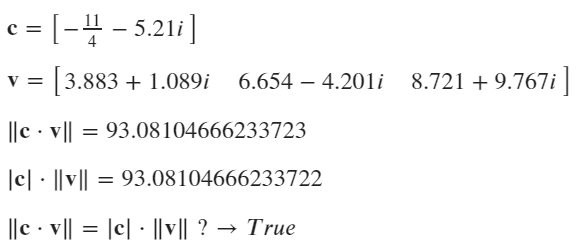 c = [−11/4 − 5.21i]
v = [3.883 + 1.089i 6.654 − 4.201i 8.721 + 9.767i]
‖c · v‖ = 93.08104666233723
|c| · ‖v‖ = 93.08104666233722
‖c · v‖ = |c| · ‖v‖ ? → True